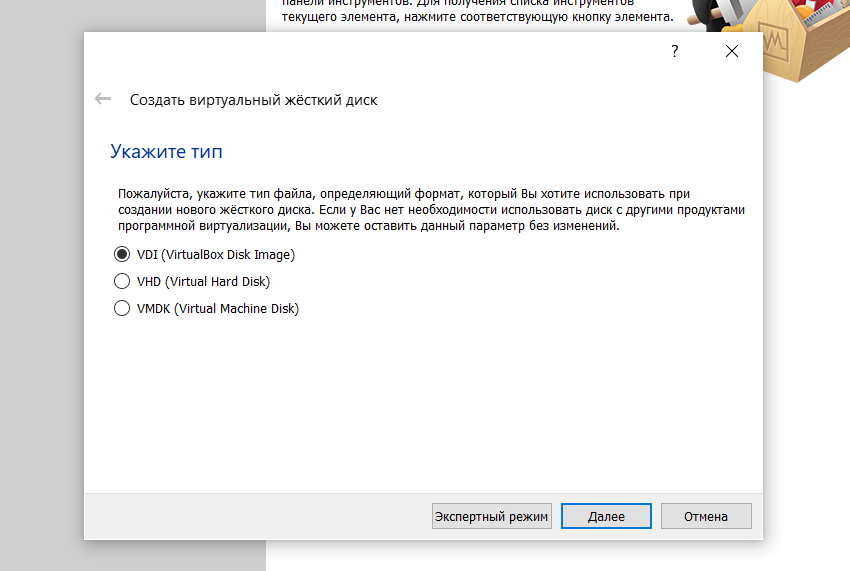 панели инструментов. Для получения списка инструментов
текущего элемента, нажмите соответствующую кнопку элемента.
?
Создать виртуальный жёсткий диск
Укажите тип
Пожалуйста, укажите тип файла, определяющий формат, который Вы хотите использовать при
создании нового жёсткого диска. Если у Вас нет необходимости использовать диск с другими продуктами
программной виртуализации, Вы можете оставить данный параметр без изменений.
VDI (VirtualBox Disk Image)
VHD (Virtual Hard Disk)
VMDK (Virtual Machine Disk)
Экспертный режим Далее Отмена